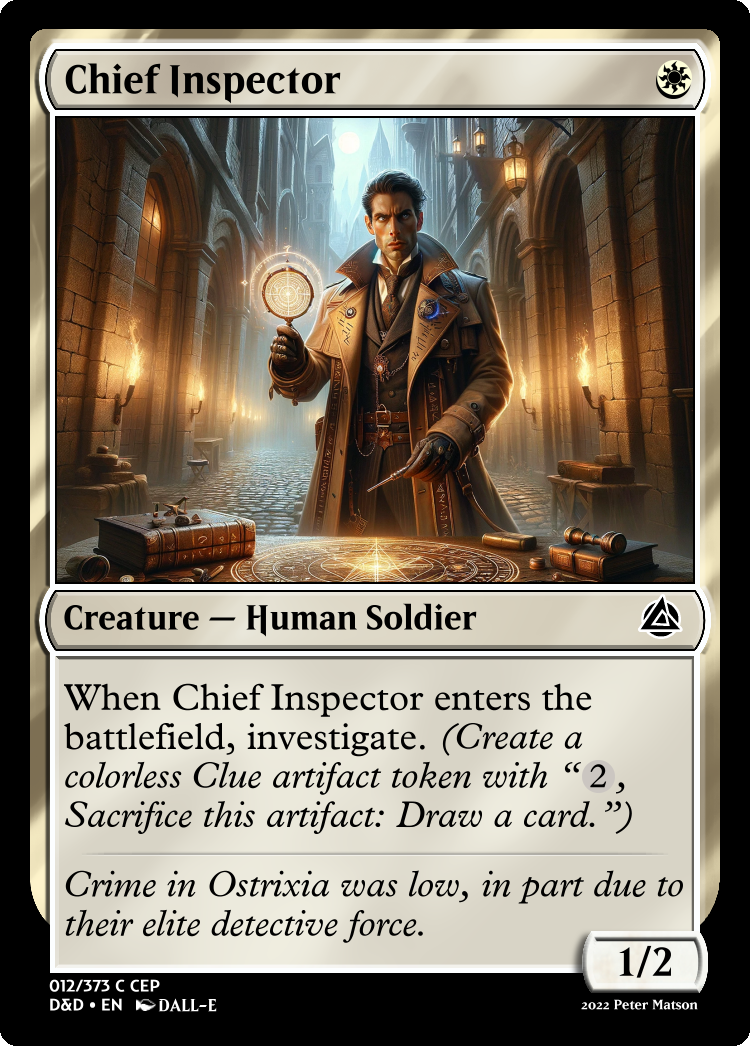 Chief Inspector
Creature — Human Soldier
When Chief Inspector enters the
battlefield, investigate. (Create a
colorless Clue artifact token with “2,
Sacrifice this artifact: Draw a card.”)
Crime in Ostrixia was low, in part due to
their elite detective force.
1/2
012/373 C CEP
D&D • EN DALL-E
2022 Peter Matson